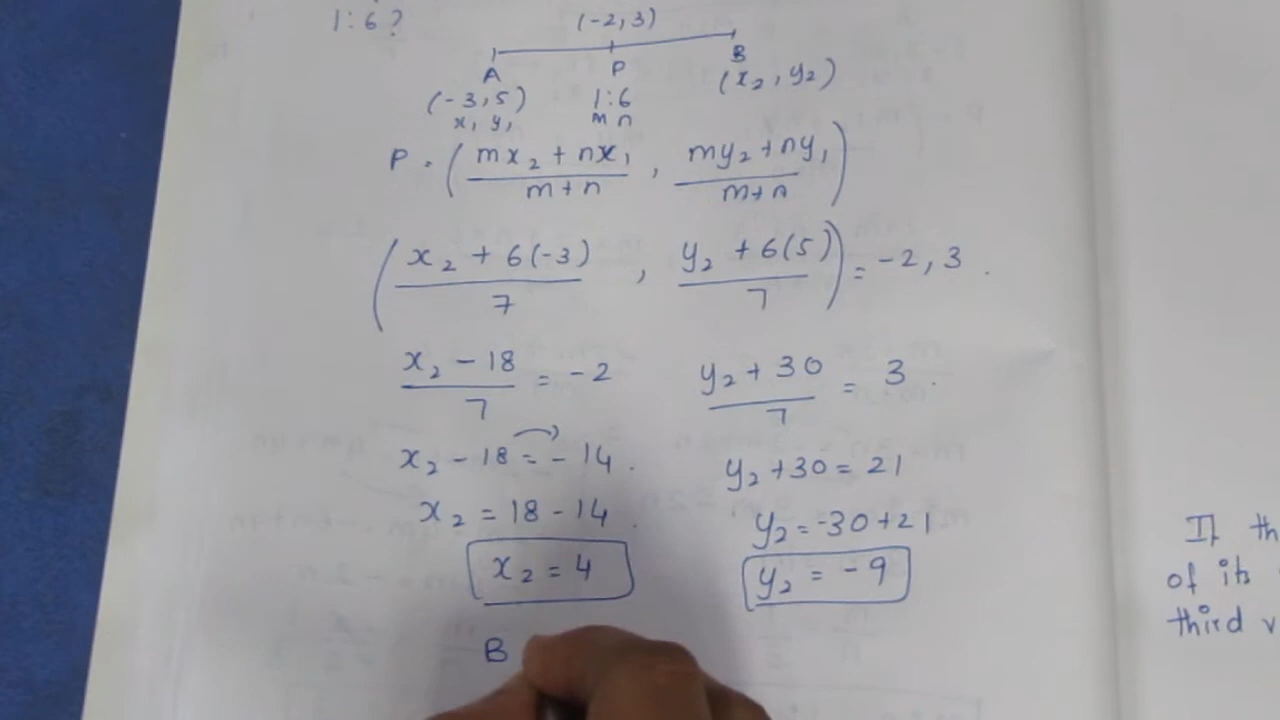 1:6?
(-2,3)
A P B
(-3,5) 1:6 (x₂, y₂)
x₁ y₁ m n
P = ( mx₂ + nx₁ / m+n , my₂ + ny₁ / m+n )
( x₂ + 6(-3) / 7 , y₂ + 6(5) / 7 ) = -2, 3.
x₂ - 18 / 7 = -2 y₂ + 30 / 7 = 3.
x₂ - 18 = -14. y₂ + 30 = 21
x₂ = 18 - 14. y₂ = -30 + 21
x₂ = 4 y₂ = -9
B
If th
of its
third v